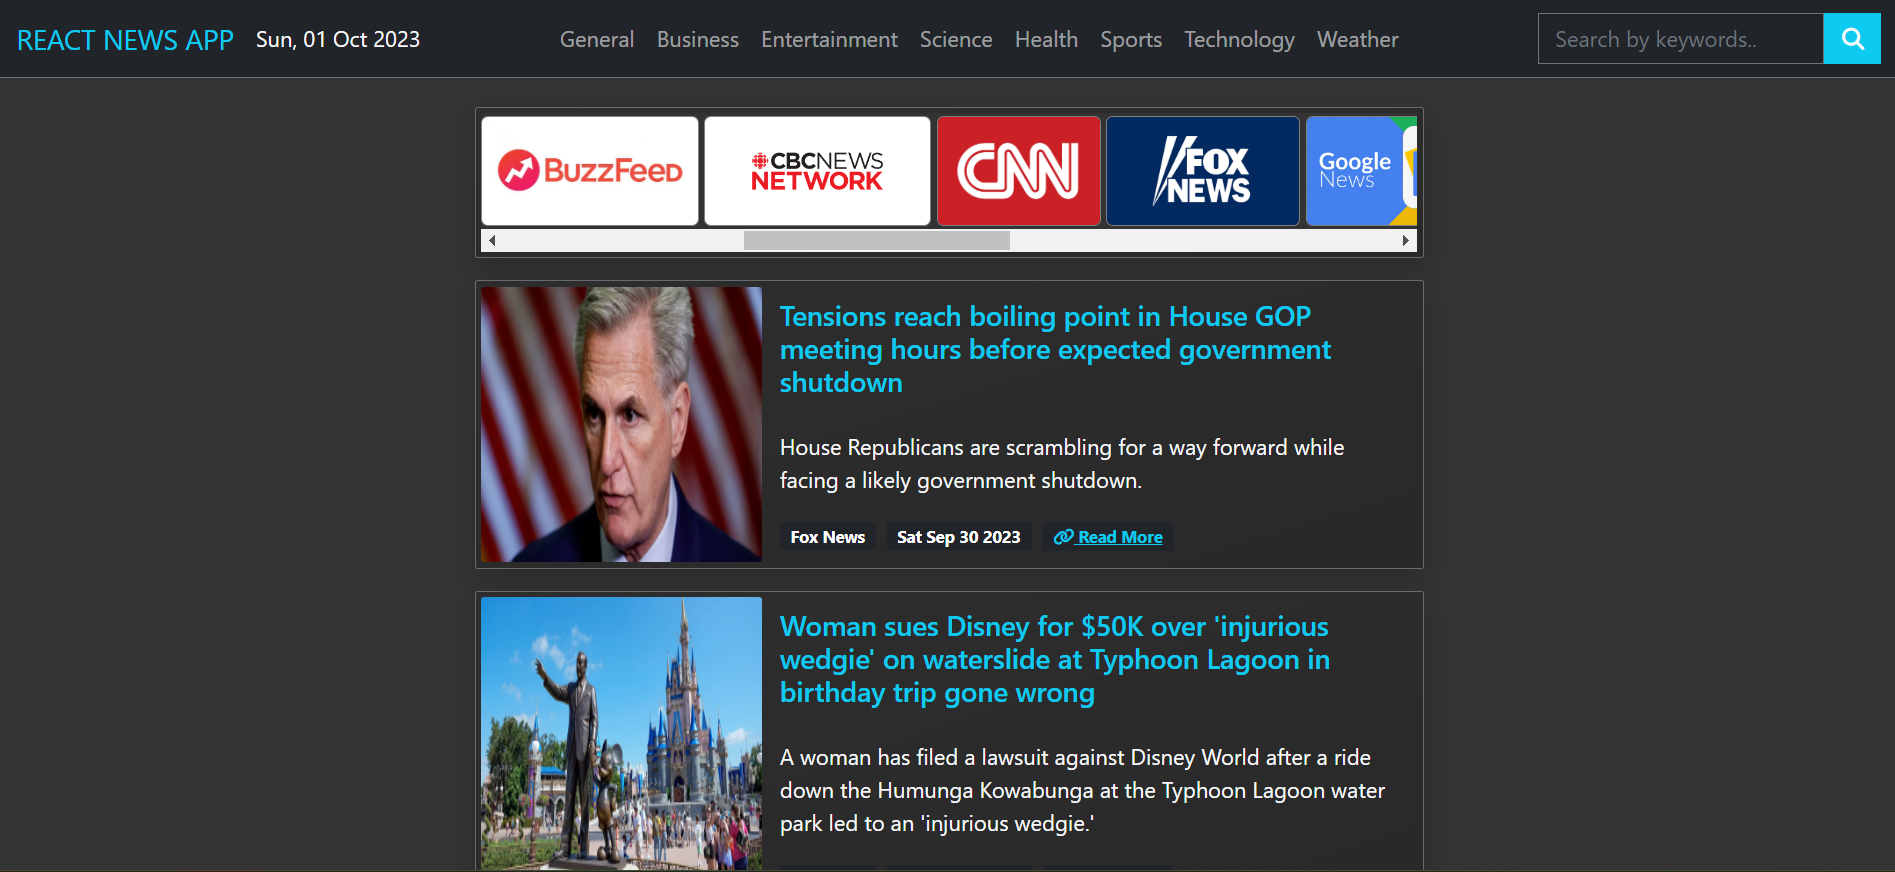 REACT NEWS APP Sun, 01 Oct 2023 General Business Entertainment Science Health Sports Technology Weather Search by keywords..
BuzzFeed
CBCNEWS
NETWORK
CNN
FOX
NEWS
Google
News
Tensions reach boiling point in House GOP
meeting hours before expected government
shutdown
House Republicans are scrambling for a way forward while
facing a likely government shutdown.
Fox News Sat Sep 30 2023 Read More
Woman sues Disney for $50K over 'injurious
wedgie' on waterslide at Typhoon Lagoon in
birthday trip gone wrong
A woman has filed a lawsuit against Disney World after a ride
down the Humunga Kowabunga at the Typhoon Lagoon water
park led to an 'injurious wedgie.'